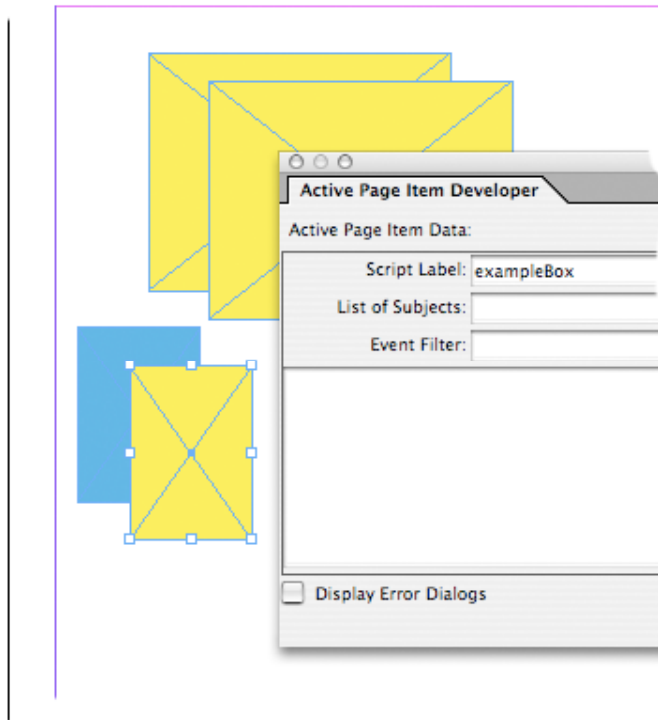 Active Page Item Developer
Active Page Item Data:
Script Label: exampleBox
List of Subjects:
Event Filter:
Display Error Dialogs